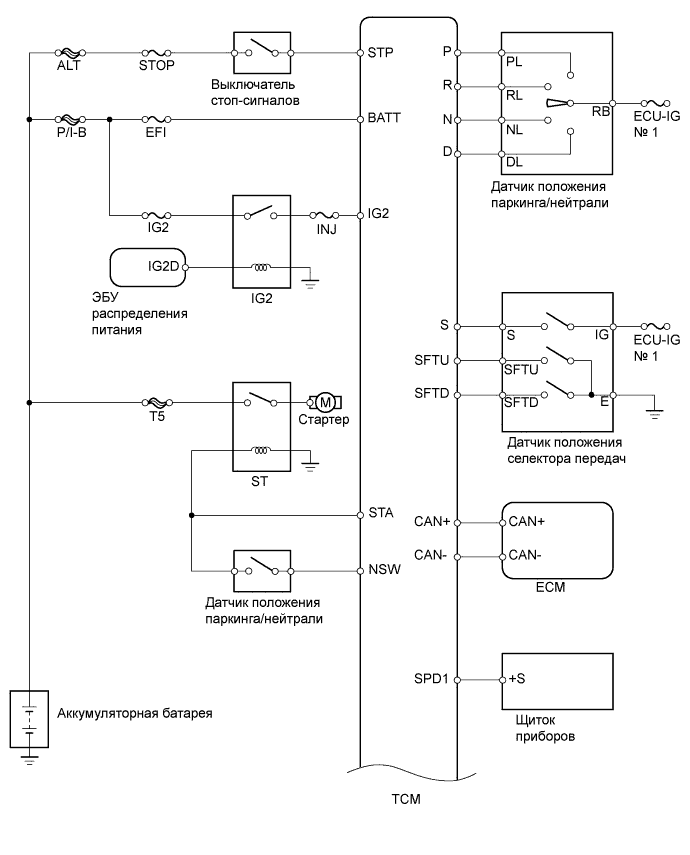 ALT
STOP
Выключатель
стоп-сигналов
STP
P/I-B
EFI
BATT
IG2
INJ
IG2
IG2D
IG2
ЭБУ
распределения
питания
T5
M
Стартер
ST
STA
NSW
Датчик положения
паркинга/нейтрали
Аккумуляторная батарея
TCM
P
PL
R
RL
N
NL
D
DL
RB
ECU-IG
№ 1
Датчик положения
паркинга/нейтрали
S
S
IG
ECU-IG
№ 1
SFTU
SFTU
SFTD
SFTD
E
Датчик положения
селектора передач
CAN+
CAN+
CAN-
CAN-
ECM
SPD1
+S
Щиток
приборов